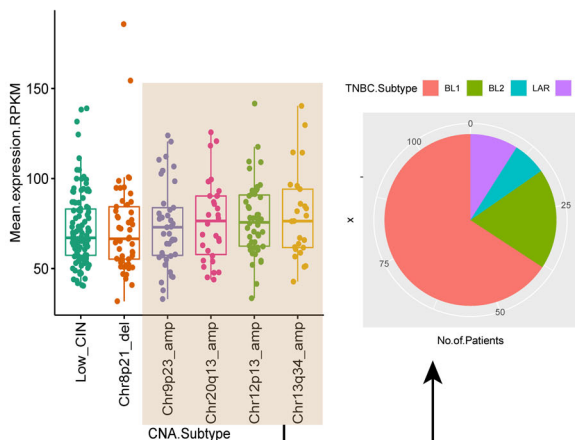 Mean.expression.RPKM
150
100
50
Low_CIN
Chr8p21_del
Chr9p23_amp
Chr20q13_amp
Chr12p13_amp
Chr13q34_amp
CNA.Subtype
TNBC.Subtype BL1 BL2 LAR
0
100
25
75
50
x
No.of.Patients